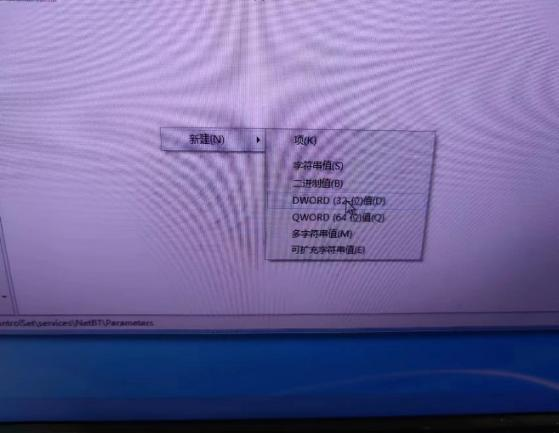 新建(N)
项(K)
字符串值(S)
二进制值(B)
DWORD (32-位)值(D)
QWORD (64 位)值(Q)
多字符串值(M)
可扩充字符串值(E)
ntrolSet\services\NetBT\Parameters